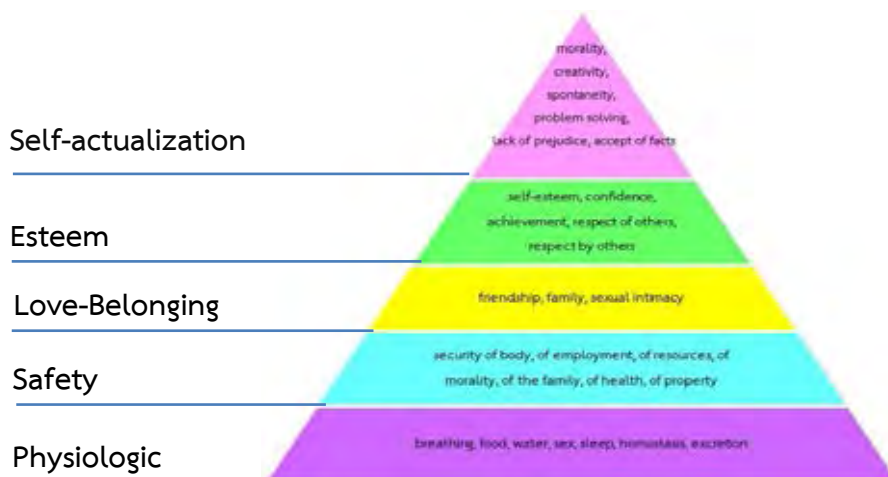 morality,
creativity,
spontaneity,
problem solving,
lack of prejudice, accept of facts
Self-actualization
self-esteem, confidence,
achievement, respect of others,
respect by others
Esteem
friendship, family, sexual intimacy
Love-Belonging
security of body, of employment, of resources, of
morality, of the family, of health, of property
Safety
breathing, food, water, sex, sleep, homostasis, excretion
Physiologic